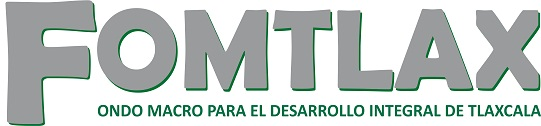 FOMTLAX
ONDO MACRO PARA EL DESARROLLO INTEGRAL DE TLAXCALA